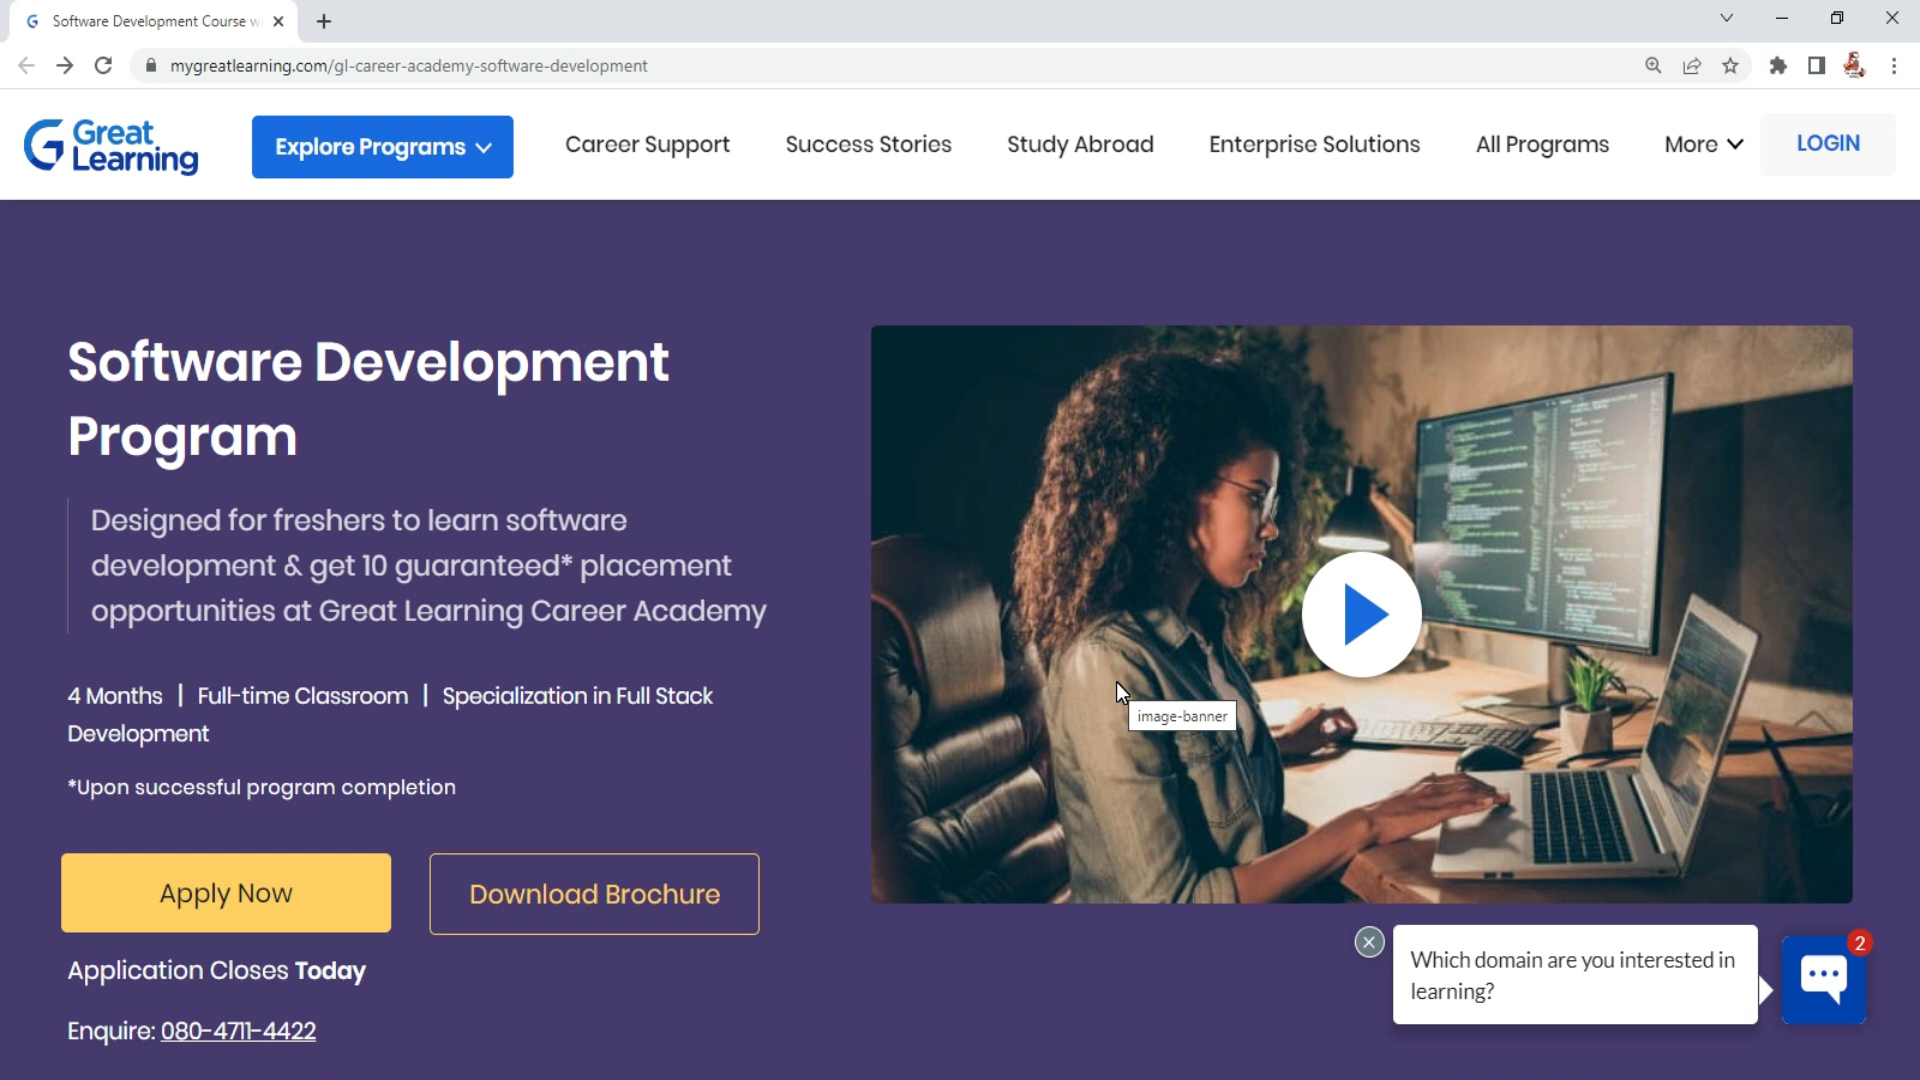 Software Development Course w
mygreatlearning.com/gl-career-academy-software-development
Great
Learning
Explore Programs
Career Support
Success Stories
Study Abroad
Enterprise Solutions
All Programs
More
LOGIN
Software Development
Program
Designed for freshers to learn software
development & get 10 guaranteed* placement
opportunities at Great Learning Career Academy
4 Months | Full-time Classroom | Specialization in Full Stack
Development
*Upon successful program completion
Apply Now
Download Brochure
Application Closes Today
Enquire: 080-4711-4422
image-banner
Which domain are you interested in
learning?
2